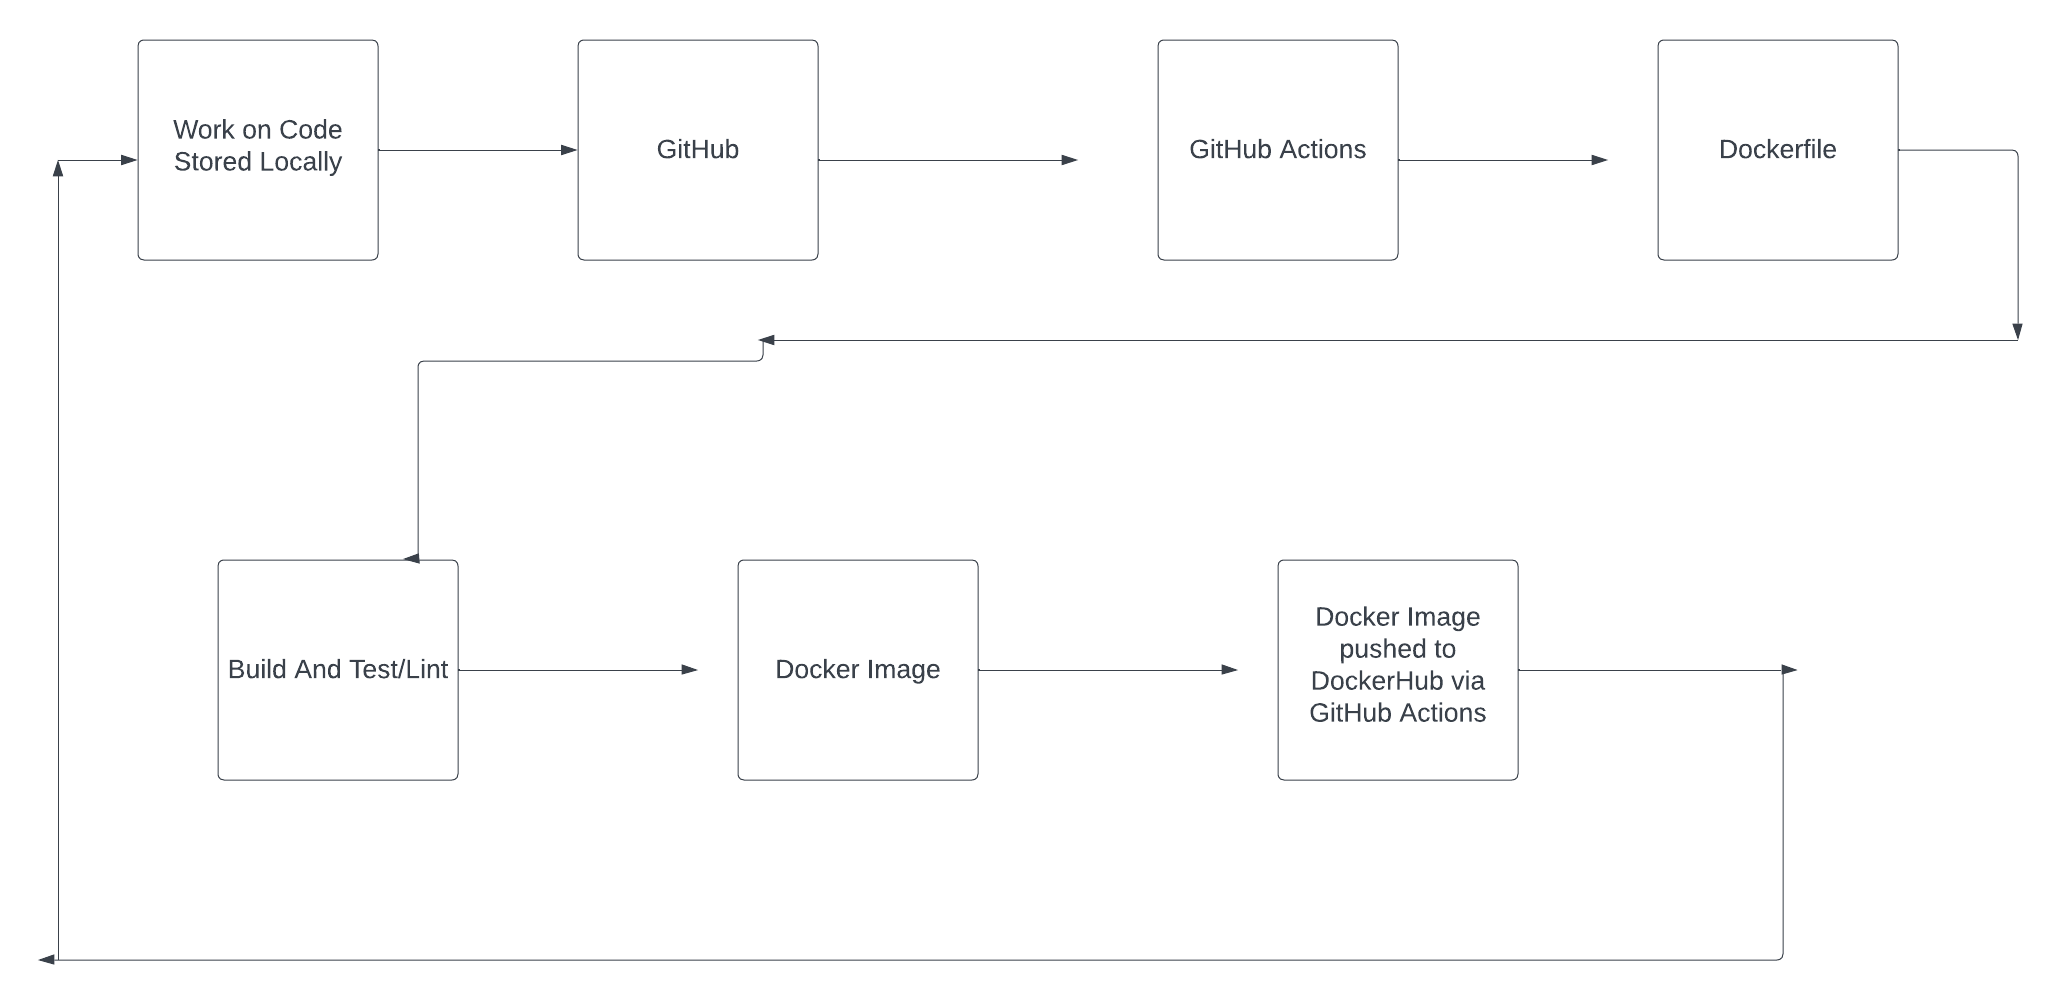 Work on Code
Stored Locally
GitHub
GitHub Actions
Dockerfile
Build And Test/Lint
Docker Image
Docker Image
pushed to
DockerHub via
GitHub Actions